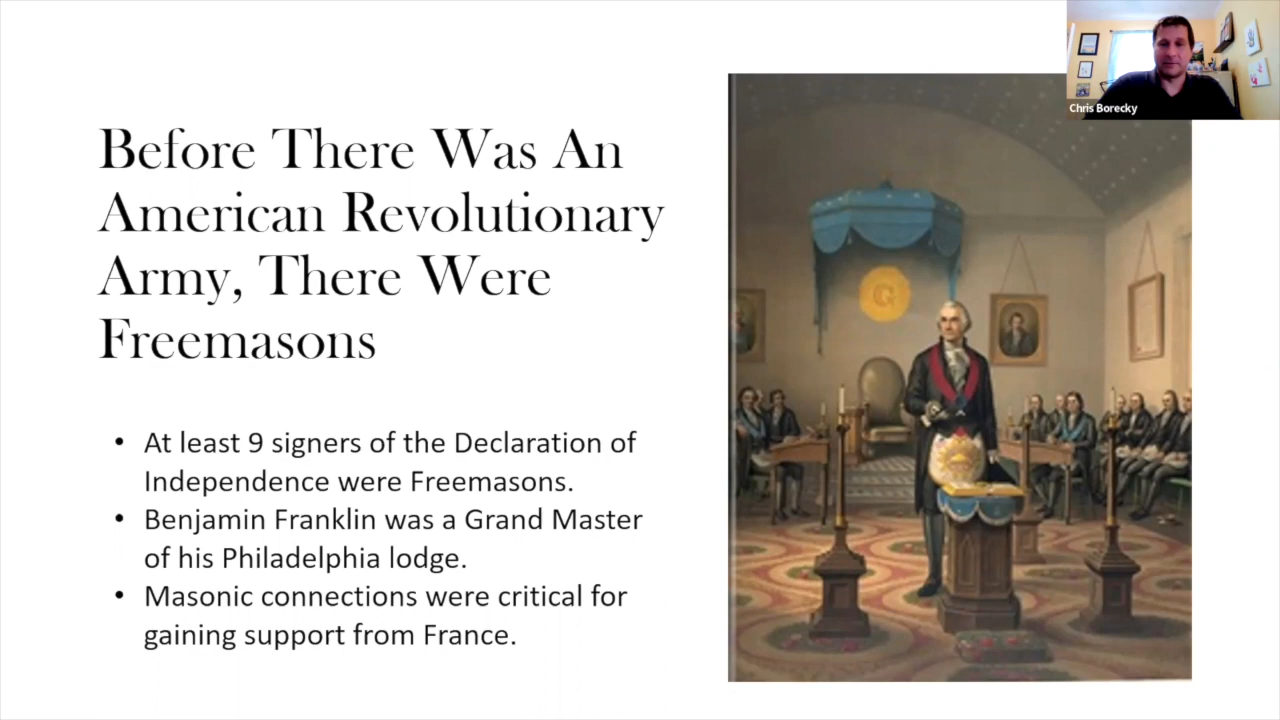 Chris Borecky
Before There Was An
American Revolutionary
Army, There Were
Freemasons
G
• At least 9 signers of the Declaration of
Independence were Freemasons.
• Benjamin Franklin was a Grand Master
of his Philadelphia lodge.
• Masonic connections were critical for
gaining support from France.